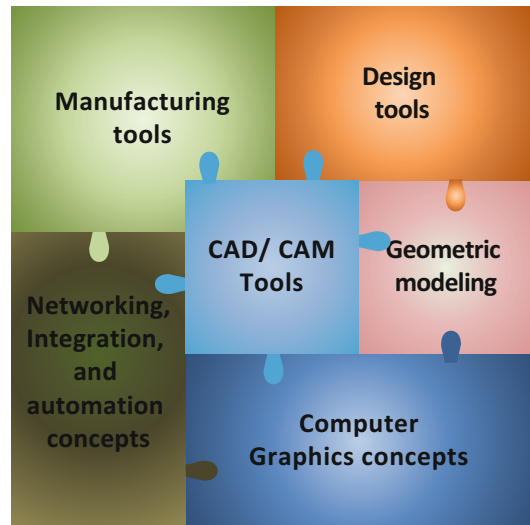 Manufacturing
tools
Design
tools
CAD/ CAM
Tools
Geometric
modeling
Networking,
Integration,
and
automation
concepts
Computer
Graphics concepts